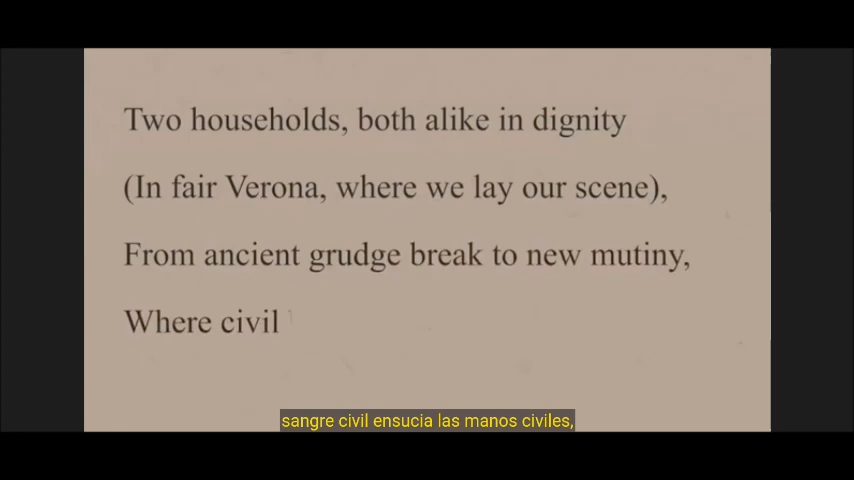 Two households, both alike in dignity
(In fair Verona, where we lay our scene),
From ancient grudge break to new mutiny,
Where civil
sangre civil ensucia las manos civiles,